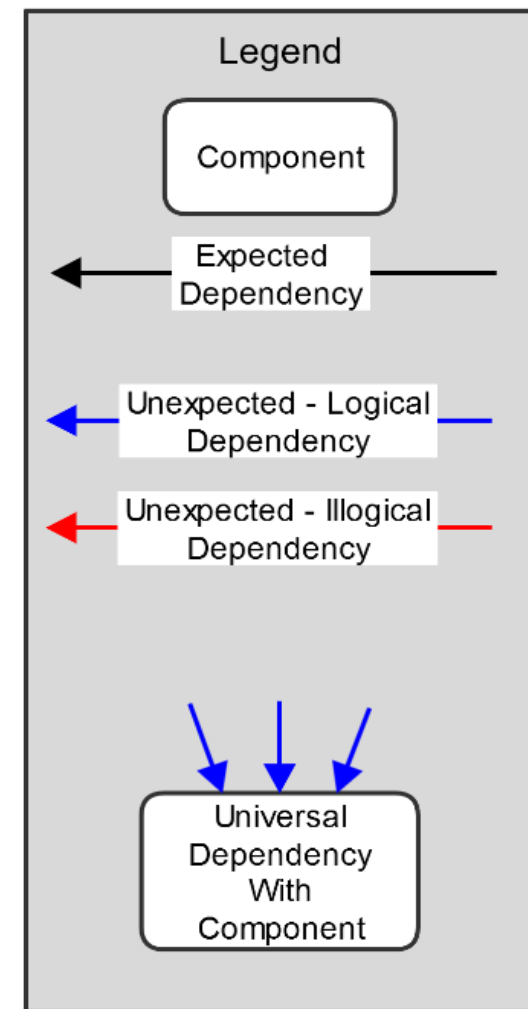 Legend
Component
Expected
Dependency
Unexpected - Logical
Dependency
Unexpected - Illogical
Dependency
Universal
Dependency
With
Component